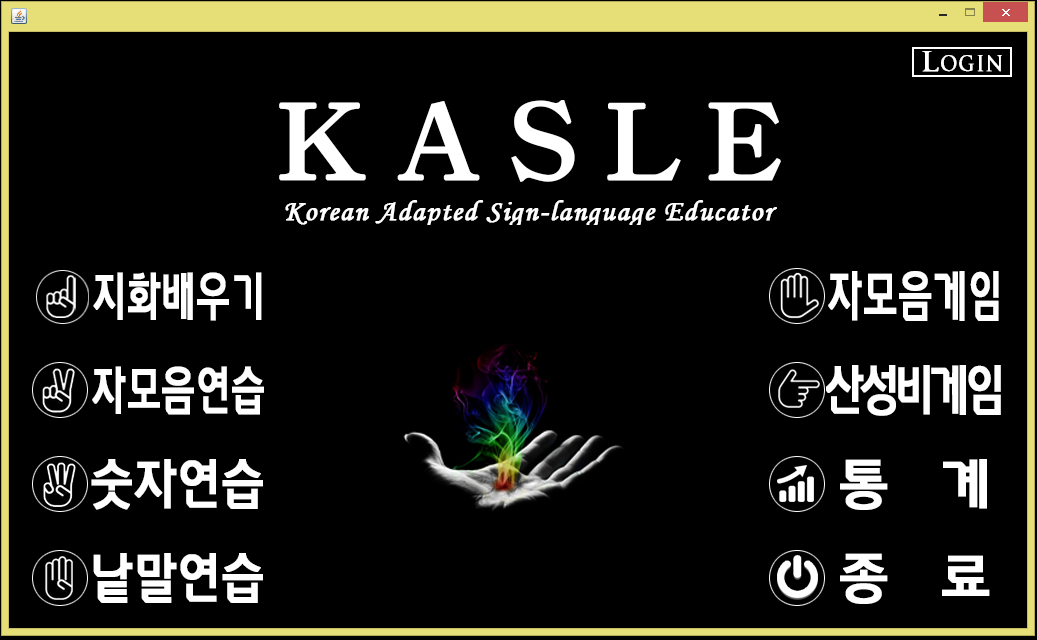 LOGIN
KASLE
Korean Adapted Sign-language Educator
지화배우기
자모음연습
숫자연습
낱말연습
자모음게임
산성비게임
통 계
종 료